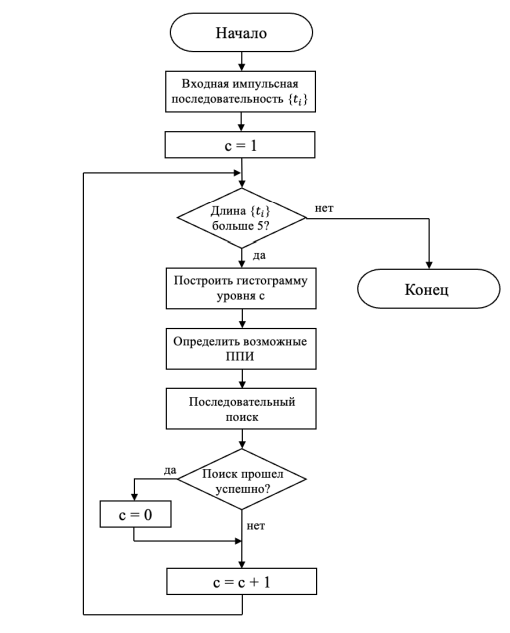 Начало
Входная импульсная
последовательность {tᵢ}
c = 1
Длина {tᵢ}
больше 5?
нет
да
Построить гистограмму
уровня с
Конец
Определить возможные
ППИ
Последовательный
поиск
да
Поиск прошел
успешно?
c = 0
нет
c = c + 1